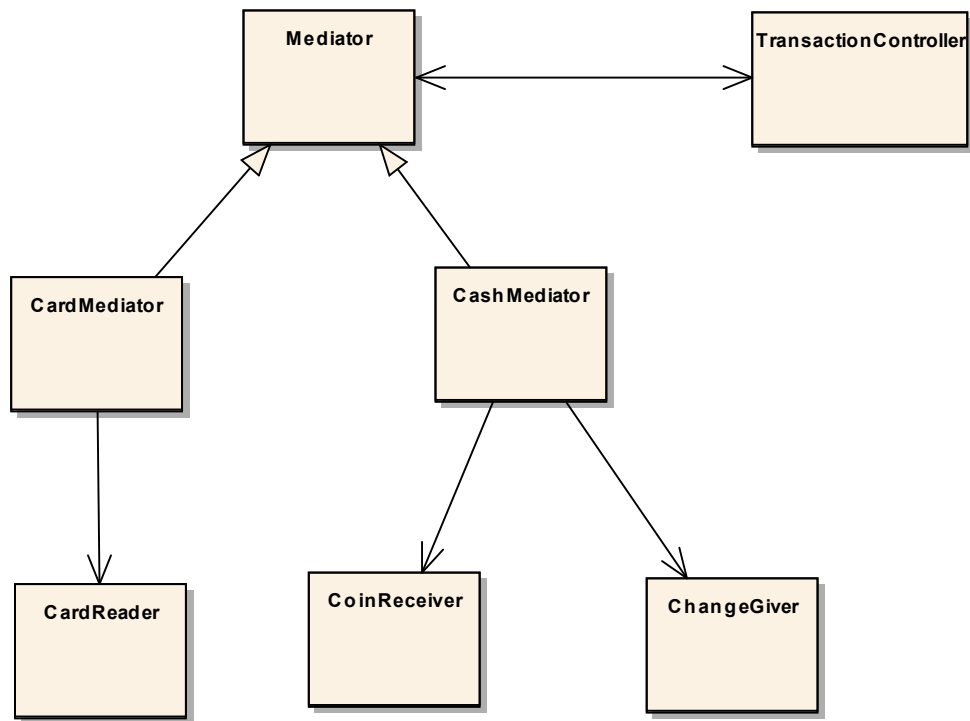 Mediator
TransactionController
CardMediator
CashMediator
CardReader
CoinReceiver
ChangeGiver